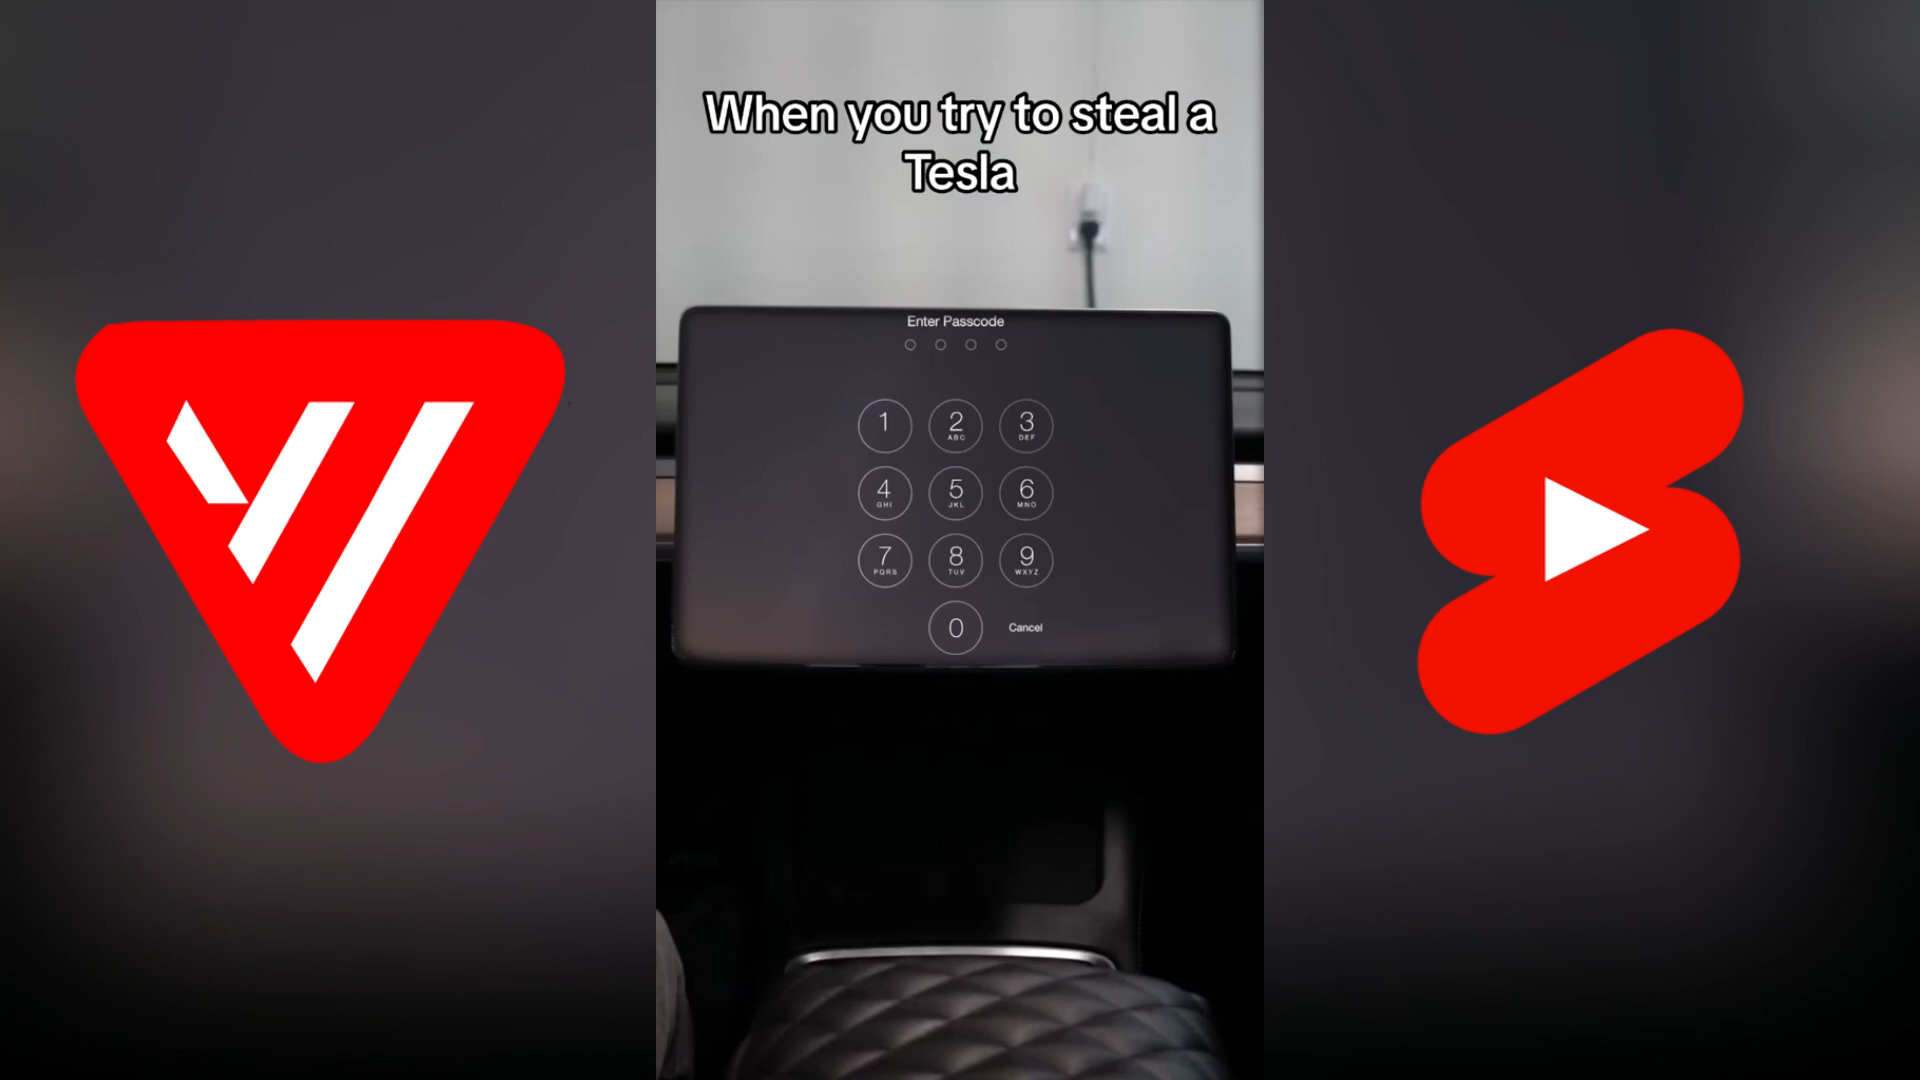 When you try to steal a
Tesla
Enter Passcode
1 2 3
ABC DEF
4 5 6
GHI JKL MNO
7 8 9
PQRS TUV WXYZ
0 Cancel